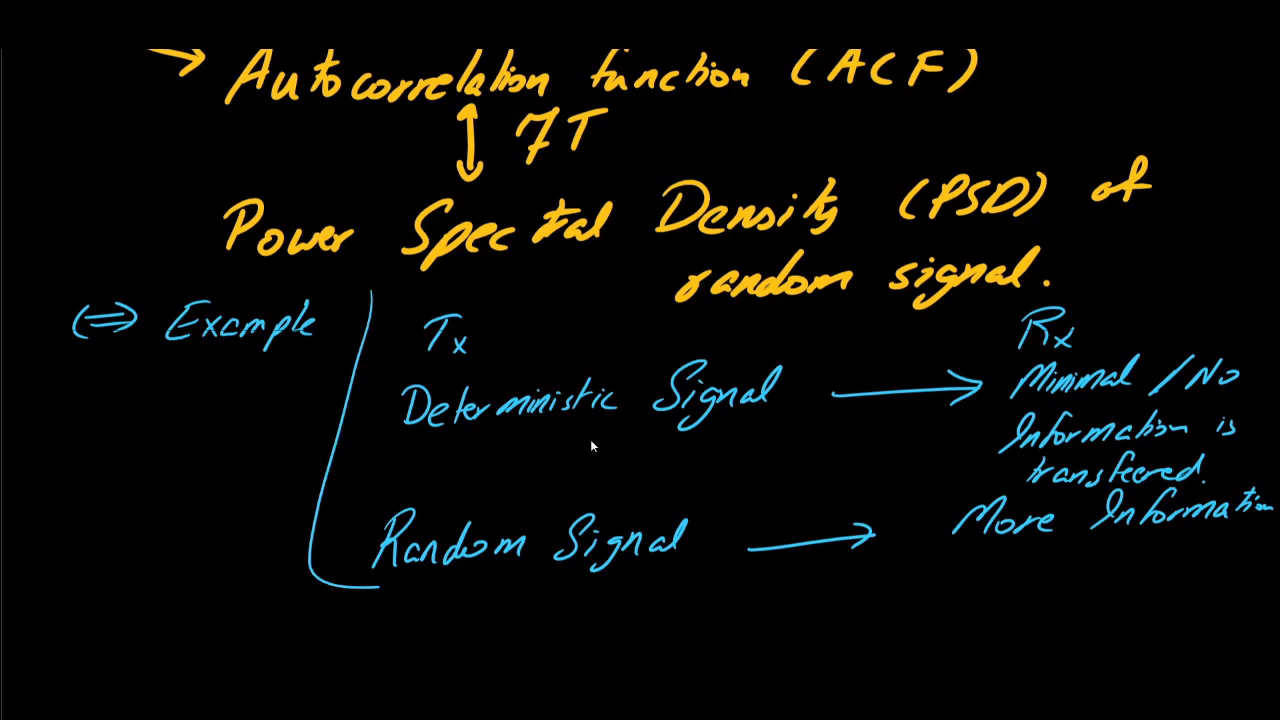 → Autocorrelation function (ACF)
↕ FT
Power Spectral Density (PSD) of
random signal.
⇔ Example
Tx
Rx
Deterministic Signal → Minimal / No
Information is
transfeered.
Random Signal → More Information